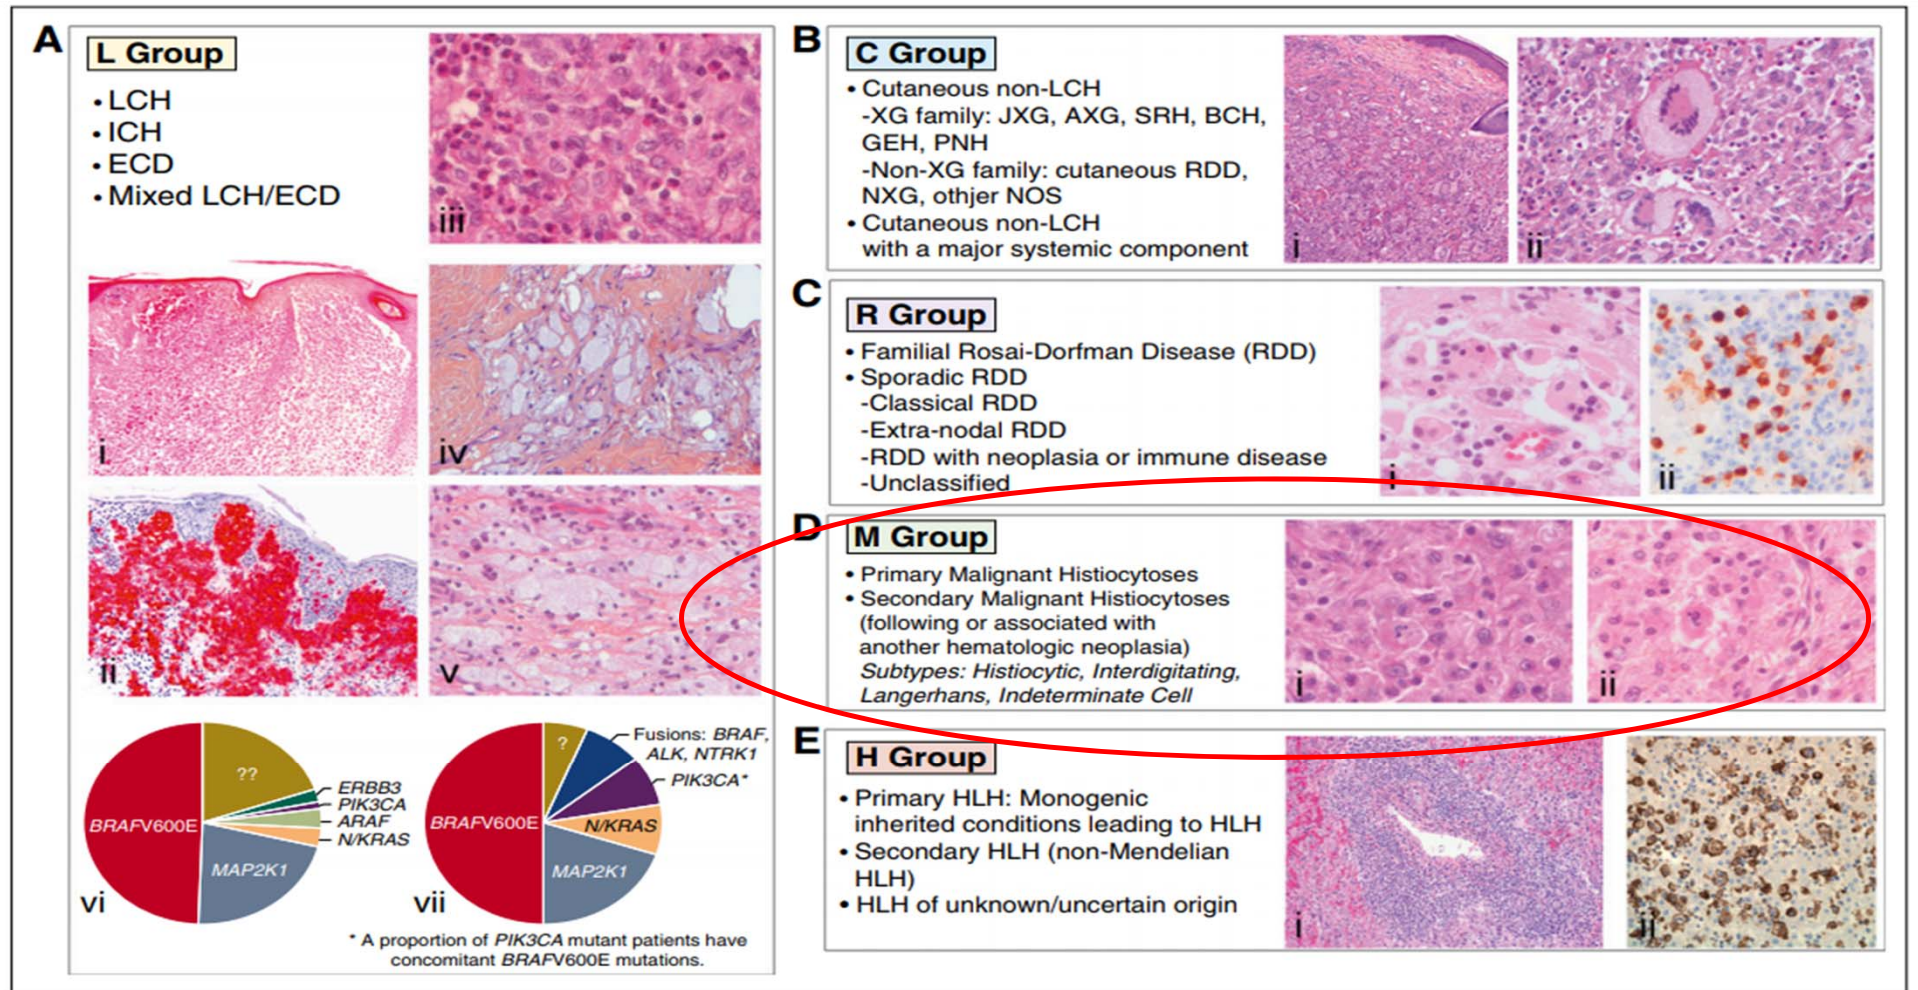 A
L Group
• LCH
• ICH
• ECD
• Mixed LCH/ECD
iii
i
iv
ii
v
??
ERBB3
PIK3CA
ARAF
N/KRAS
BRAFV600E
MAP2K1
vi
?
Fusions: BRAF,
ALK, NTRK1
PIK3CA*
N/KRAS
BRAFV600E
MAP2K1
vii
* A proportion of PIK3CA mutant patients have
concomitant BRAFV600E mutations.
B
C Group
• Cutaneous non-LCH
-XG family: JXG, AXG, SRH, BCH,
GEH, PNH
-Non-XG family: cutaneous RDD,
NXG, othjer NOS
• Cutaneous non-LCH
with a major systemic component
i
ii
C
R Group
• Familial Rosai-Dorfman Disease (RDD)
• Sporadic RDD
-Classical RDD
-Extra-nodal RDD
-RDD with neoplasia or immune disease
-Unclassified
i
ii
D
M Group
• Primary Malignant Histiocytoses
• Secondary Malignant Histiocytoses
(following or associated with
another hematologic neoplasia)
Subtypes: Histiocytic, Interdigitating,
Langerhans, Indeterminate Cell
i
ii
E
H Group
• Primary HLH: Monogenic
inherited conditions leading to HLH
• Secondary HLH (non-Mendelian
HLH)
• HLH of unknown/uncertain origin
i
ii